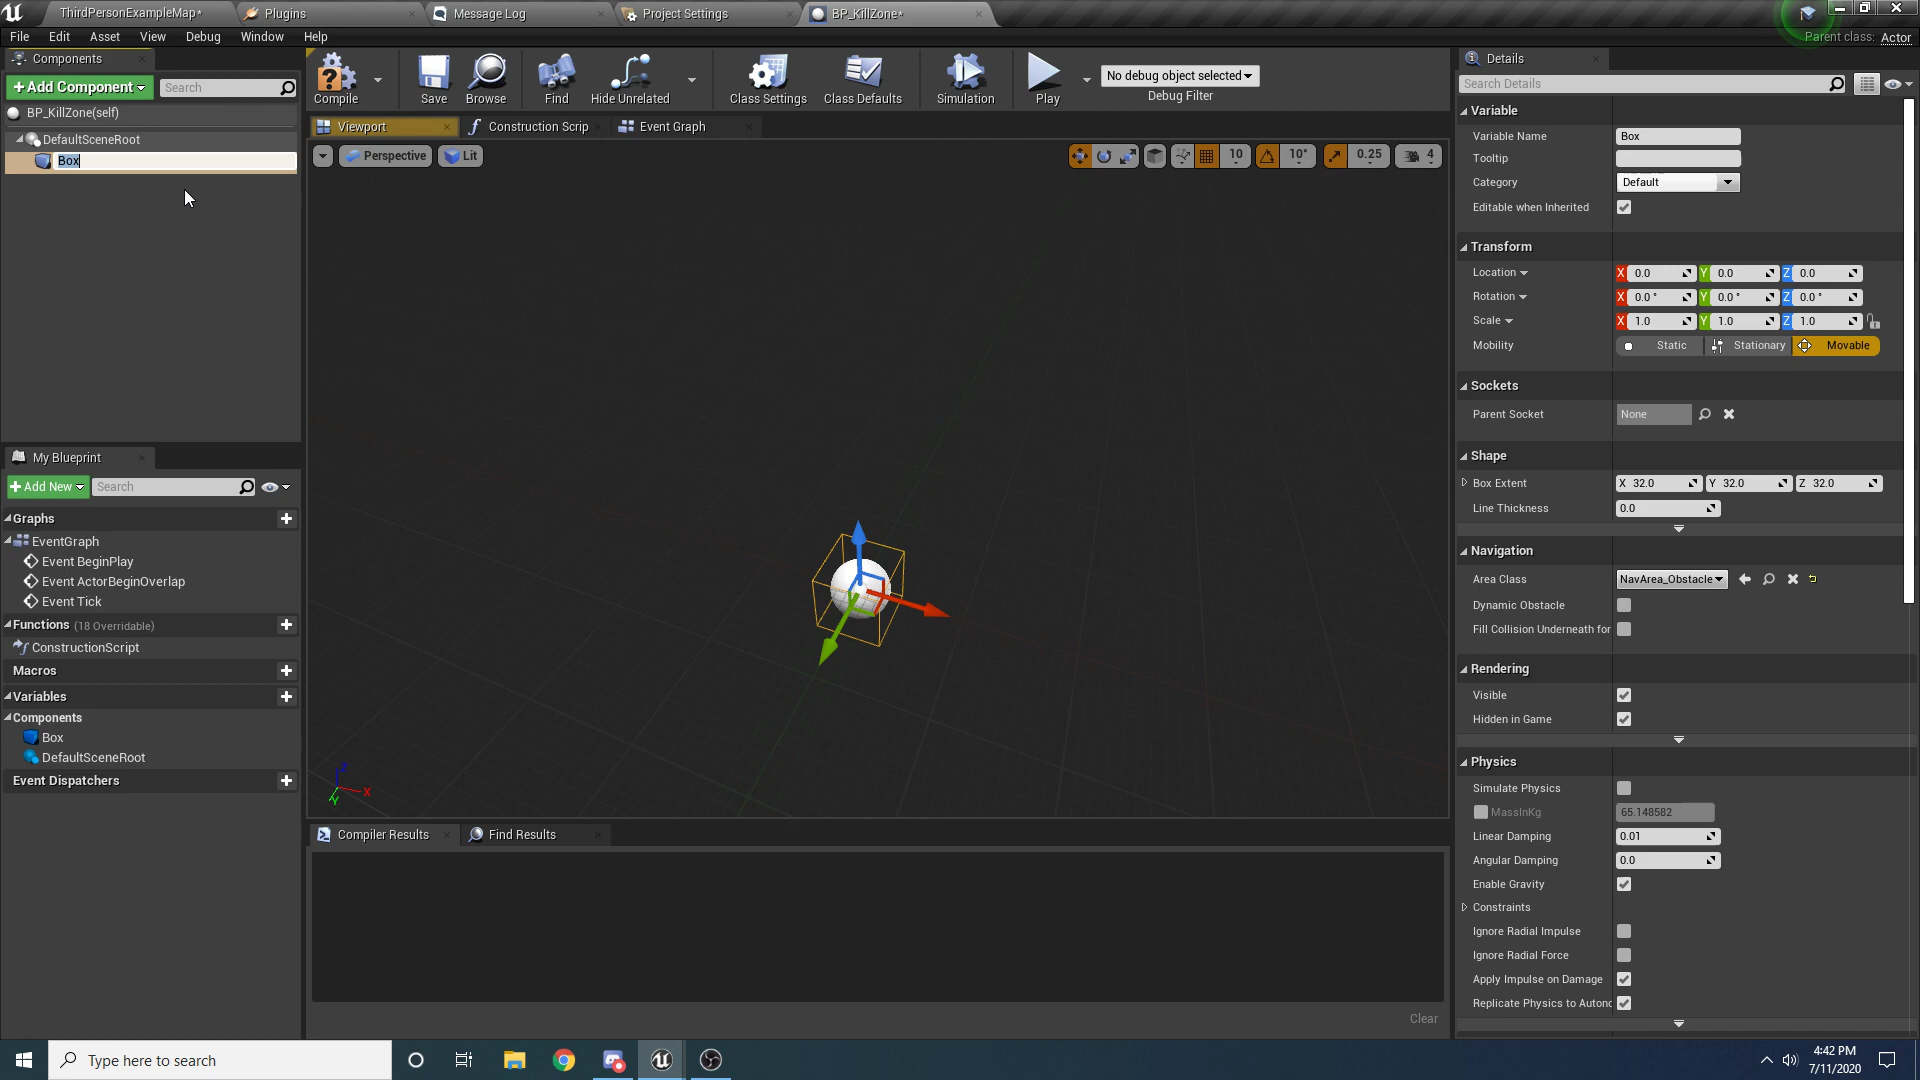 ThirdPersonExampleMap*
Plugins
Message Log
Project Settings
BP_KillZone*
File Edit Asset View Debug Window Help
Parent class: Actor
Components
+Add Component
Search
BP_KillZone(self)
DefaultSceneRoot
Box
Compile
Save
Browse
Find
Hide Unrelated
Class Settings
Class Defaults
Simulation
Play
No debug object selected
Debug Filter
Viewport
Construction Scrip
Event Graph
Perspective
Lit
10
10°
0.25
4
Z
X
Y
My Blueprint
+Add New
Search
Graphs
EventGraph
Event BeginPlay
Event ActorBeginOverlap
Event Tick
Functions (18 Overridable)
ConstructionScript
Macros
Variables
Components
Box
DefaultSceneRoot
Event Dispatchers
Compiler Results
Find Results
Clear
Details
Search Details
Variable
Variable Name Box
Tooltip
Category Default
Editable when Inherited
Transform
Location X 0.0 Y 0.0 Z 0.0
Rotation X 0.0 ° Y 0.0 ° Z 0.0 °
Scale X 1.0 Y 1.0 Z 1.0
Mobility Static Stationary Movable
Sockets
Parent Socket None
Shape
Box Extent X 32.0 Y 32.0 Z 32.0
Line Thickness 0.0
Navigation
Area Class NavArea_Obstacle
Dynamic Obstacle
Fill Collision Underneath for
Rendering
Visible
Hidden in Game
Physics
Simulate Physics
MassInKg 65.148582
Linear Damping 0.01
Angular Damping 0.0
Enable Gravity
Constraints
Ignore Radial Impulse
Ignore Radial Force
Apply Impulse on Damage
Replicate Physics to Autono
Type here to search
4:42 PM
7/11/2020